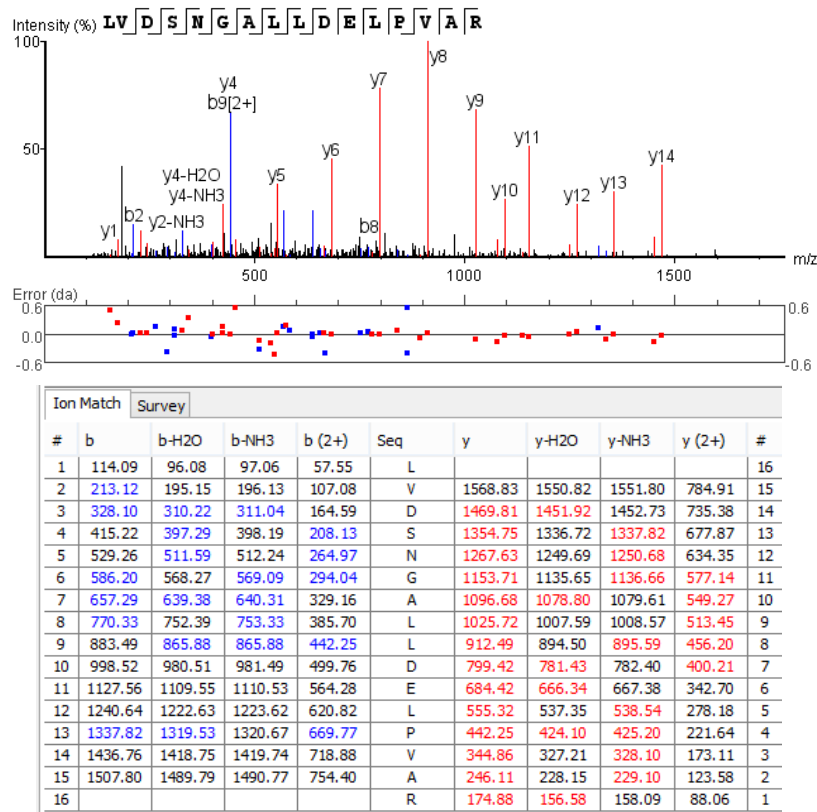 Intensity (%) LV D S N G A L L D E L P V A R
100
y8
y4
y7
b9[2+]
y9
y11
50
y6
y4-H2O
y5
y14
y4-NH3
y13
y10
y12
b2
y2-NH3
b8
y1
500 1000 1500 m/z
Error (da)
0.6 0.6
0.0
-0.6 -0.6
Ion Match Survey
# b b-H2O b-NH3 b (2+) Seq y y-H2O y-NH3 y (2+) #
1 114.09 96.08 97.06 57.55 L 16
2 213.12 195.15 196.13 107.08 V 1568.83 1550.82 1551.80 784.91 15
3 328.10 310.22 311.04 164.59 D 1469.81 1451.92 1452.73 735.38 14
4 415.22 397.29 398.19 208.13 S 1354.75 1336.72 1337.82 677.87 13
5 529.26 511.59 512.24 264.97 N 1267.63 1249.69 1250.68 634.35 12
6 586.20 568.27 569.09 294.04 G 1153.71 1135.65 1136.66 577.14 11
7 657.29 639.38 640.31 329.16 A 1096.68 1078.80 1079.61 549.27 10
8 770.33 752.39 753.33 385.70 L 1025.72 1007.59 1008.57 513.45 9
9 883.49 865.88 865.88 442.25 L 912.49 894.50 895.59 456.20 8
10 998.52 980.51 981.49 499.76 D 799.42 781.43 782.40 400.21 7
11 1127.56 1109.55 1110.53 564.28 E 684.42 666.34 667.38 342.70 6
12 1240.64 1222.63 1223.62 620.82 L 555.32 537.35 538.54 278.18 5
13 1337.82 1319.53 1320.67 669.77 P 442.25 424.10 425.20 221.64 4
14 1436.76 1418.75 1419.74 718.88 V 344.86 327.21 328.10 173.11 3
15 1507.80 1489.79 1490.77 754.40 A 246.11 228.15 229.10 123.58 2
16 R 174.88 156.58 158.09 88.06 1